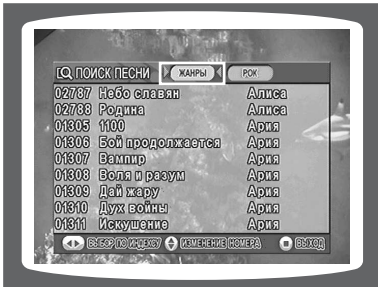 ПОИСК ПЕСНИ ЖАНРЫ РОК
02787 Небо славян Алиса
02788 Родина Алиса
01305 1100 Ария
01306 Бой продолжается Ария
01307 Вампир Ария
01308 Воля и разум Ария
01309 Дай жару Ария
01310 Дух войны Ария
01311 Искушение Ария
ВЫБОР ПО ИНДЕКСУ ИЗМЕНЕНИЕ НОМЕРА ВЫХОД